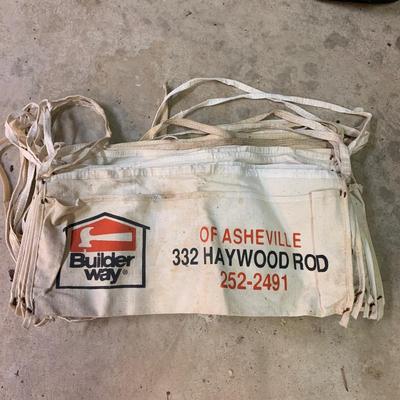 Builder
way®
OF ASHEVILLE
332 HAYWOOD ROD
252-2491